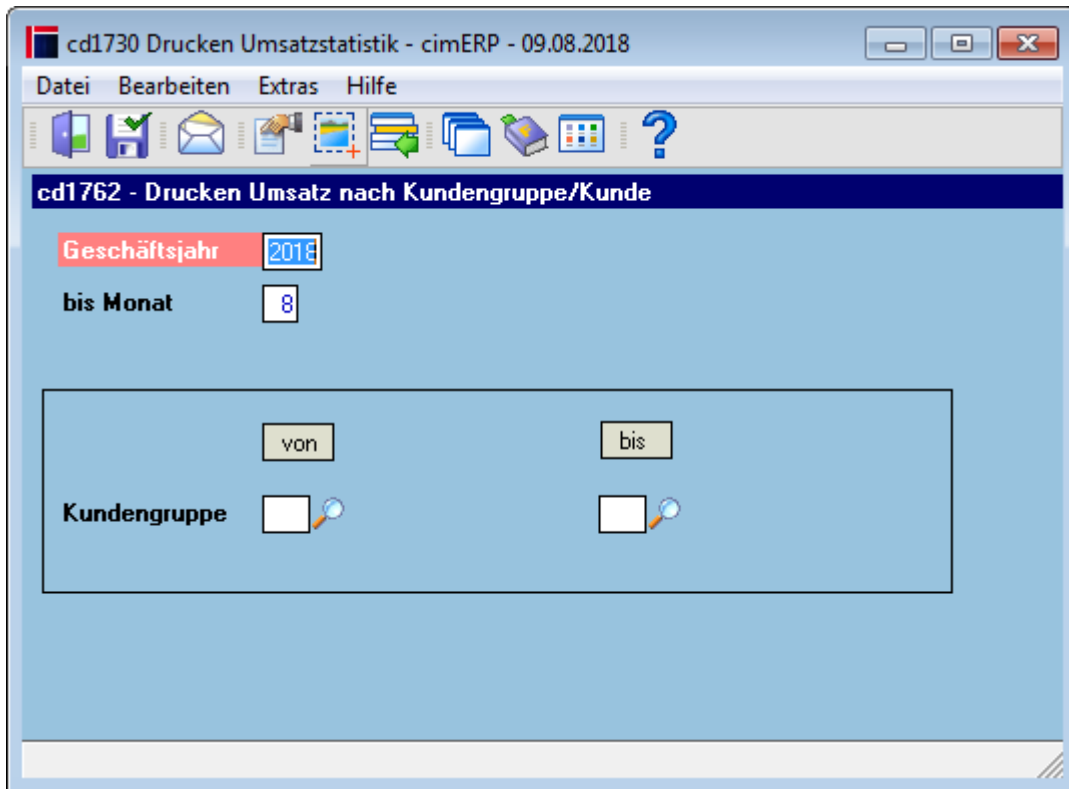 cd1730 Drucken Umsatzstatistik - cimERP - 09.08.2018
Datei Bearbeiten Extras Hilfe
cd1762 - Drucken Umsatz nach Kundengruppe/Kunde
Geschäftsjahr 2018
bis Monat 8
von bis
Kundengruppe